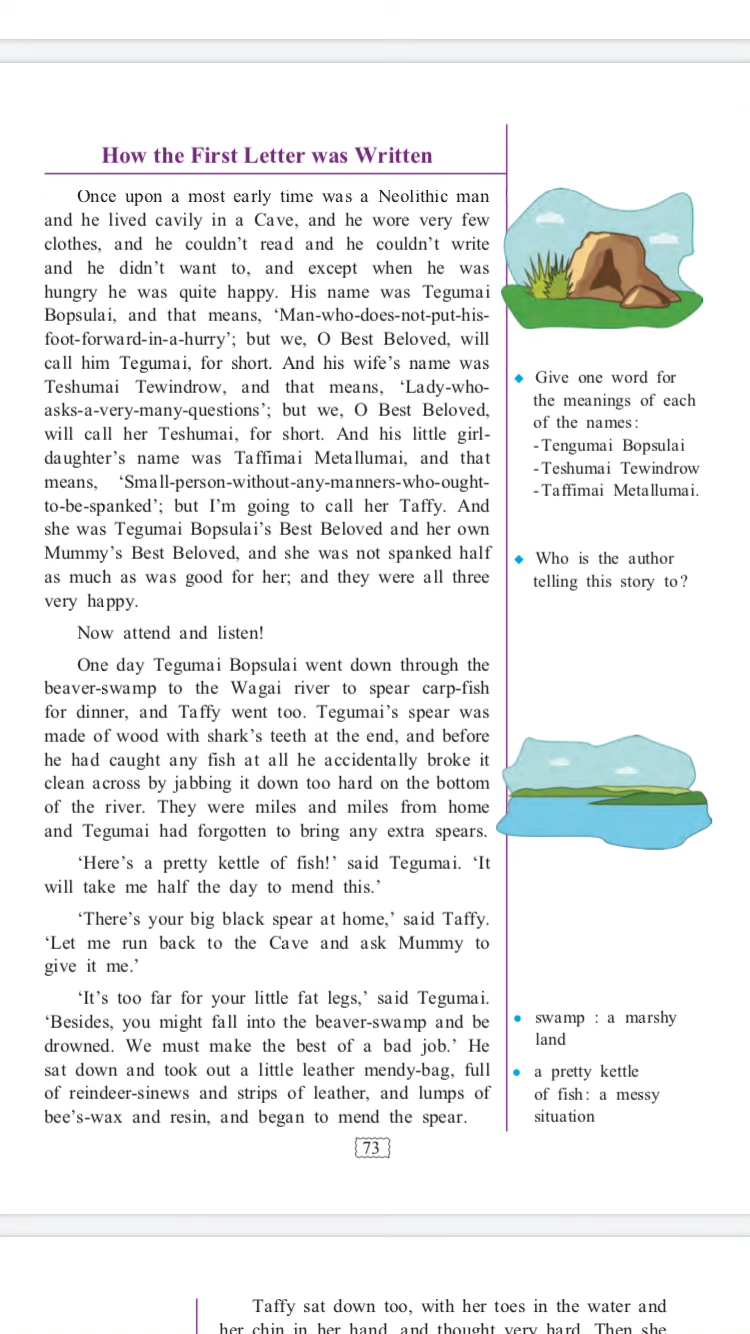 How the First Letter was Written
Once upon a most early time was a Neolithic man
and he lived cavily in a Cave, and he wore very few
clothes, and he couldn't read and he couldn't write
and he didn't want to, and except when he was
hungry he was quite happy. His name was Tegumai
Bopsulai, and that means, 'Man-who-does-not-put-his-
foot-forward-in-a-hurry'; but we, O Best Beloved, will
call him Tegumai, for short. And his wife's name was
Teshumai Tewindrow, and that means, 'Lady-who-
asks-a-very-many-questions'; but we, O Best Beloved,
will call her Teshumai, for short. And his little girl-
daughter's name was Taffimai Metallumai, and that
means, 'Small-person-without-any-manners-who-ought-
to-be-spanked'; but I'm going to call her Taffy. And
she was Tegumai Bopsulai's Best Beloved and her own
Mummy's Best Beloved, and she was not spanked half
as much as was good for her; and they were all three
very happy.
Now attend and listen!
One day Tegumai Bopsulai went down through the
beaver-swamp to the Wagai river to spear carp-fish
for dinner, and Taffy went too. Tegumai's spear was
made of wood with shark's teeth at the end, and before
he had caught any fish at all he accidentally broke it
clean across by jabbing it down too hard on the bottom
of the river. They were miles and miles from home
and Tegumai had forgotten to bring any extra spears.
'Here's a pretty kettle of fish!' said Tegumai. 'It
will take me half the day to mend this.'
'There's your big black spear at home,' said Taffy.
'Let me run back to the Cave and ask Mummy to
give it me.'
'It's too far for your little fat legs,' said Tegumai.
'Besides, you might fall into the beaver-swamp and be
drowned. We must make the best of a bad job.' He
sat down and took out a little leather mendy-bag, full
of reindeer-sinews and strips of leather, and lumps of
bee's-wax and resin, and began to mend the spear.
◆ Give one word for
the meanings of each
of the names:
-Tengumai Bopsulai
-Teshumai Tewindrow
-Taffimai Metallumai.
◆ Who is the author
telling this story to?
• swamp : a marshy
land
• a pretty kettle
of fish: a messy
situation
73
Taffy sat down too, with her toes in the water and
her chin in her hand, and thought very hard. Then she